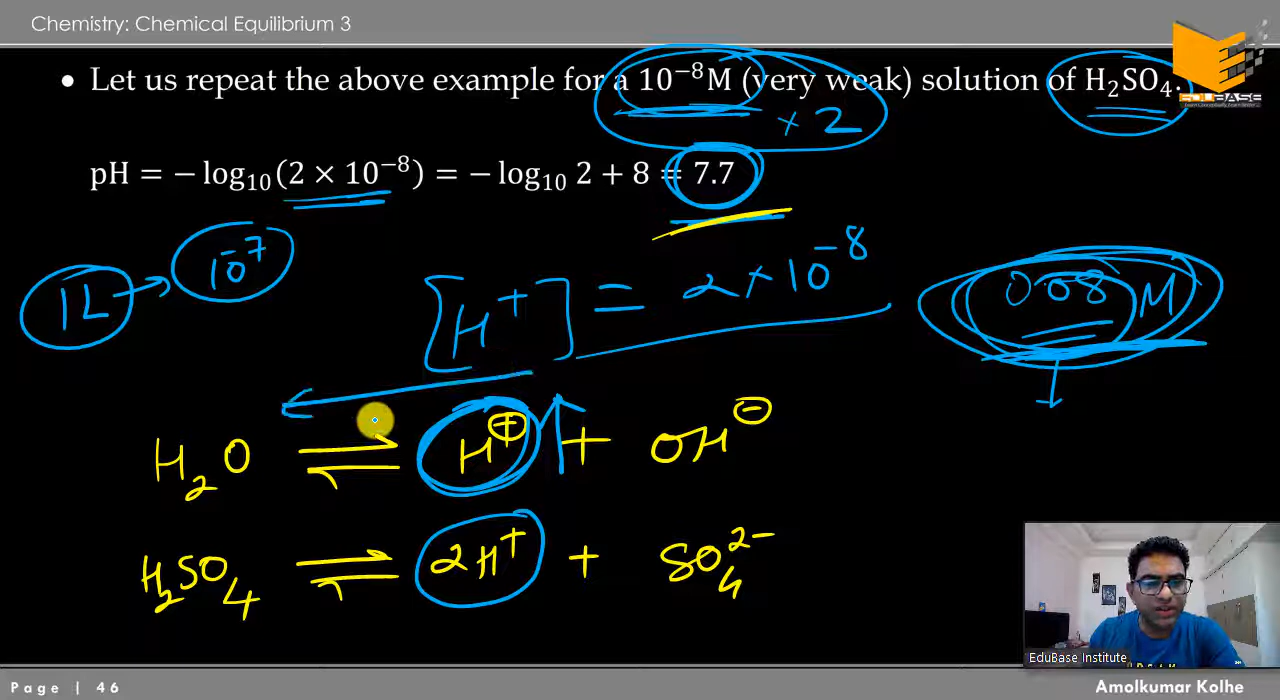 Chemistry: Chemical Equilibrium 3
• Let us repeat the above example for a 10⁻⁸M (very weak) solution of H₂SO₄.
× 2
EDUBASE
pH = −log₁₀(2 × 10⁻⁸) = −log₁₀ 2 + 8 = 7.7
1L → 10⁻⁷
[H⁺] = 2 × 10⁻⁸
0.08 M
H₂O ⇌ H⁺ + OH⁻
H₂SO₄ ⇌ 2H⁺ + SO₄²⁻
EduBase Institute
Page | 46
Amolkumar Kolhe